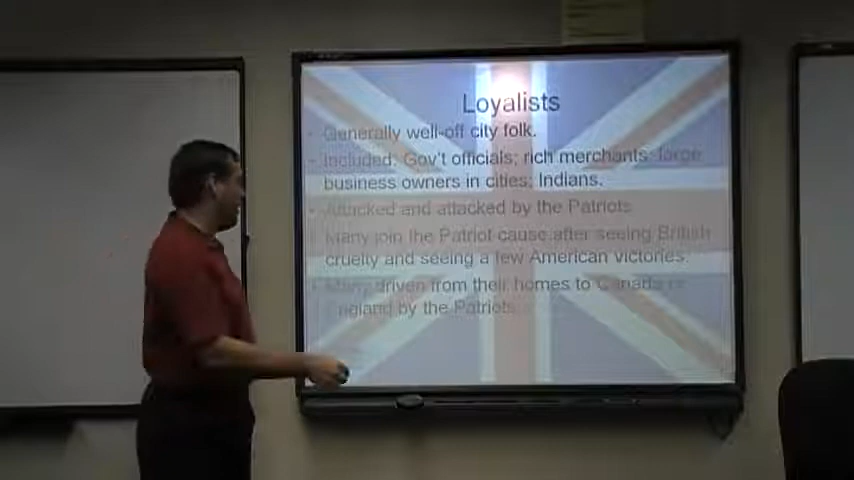 Loyalists
• Generally well-off city folk.
• Included: Gov't officials; rich merchants; large
business owners in cities; Indians.
• Attacked and attacked by the Patriots.
• Many join the Patriot cause after seeing British
cruelty and seeing a few American victories.
• Many driven from their homes to Canada or
England by the Patriots.